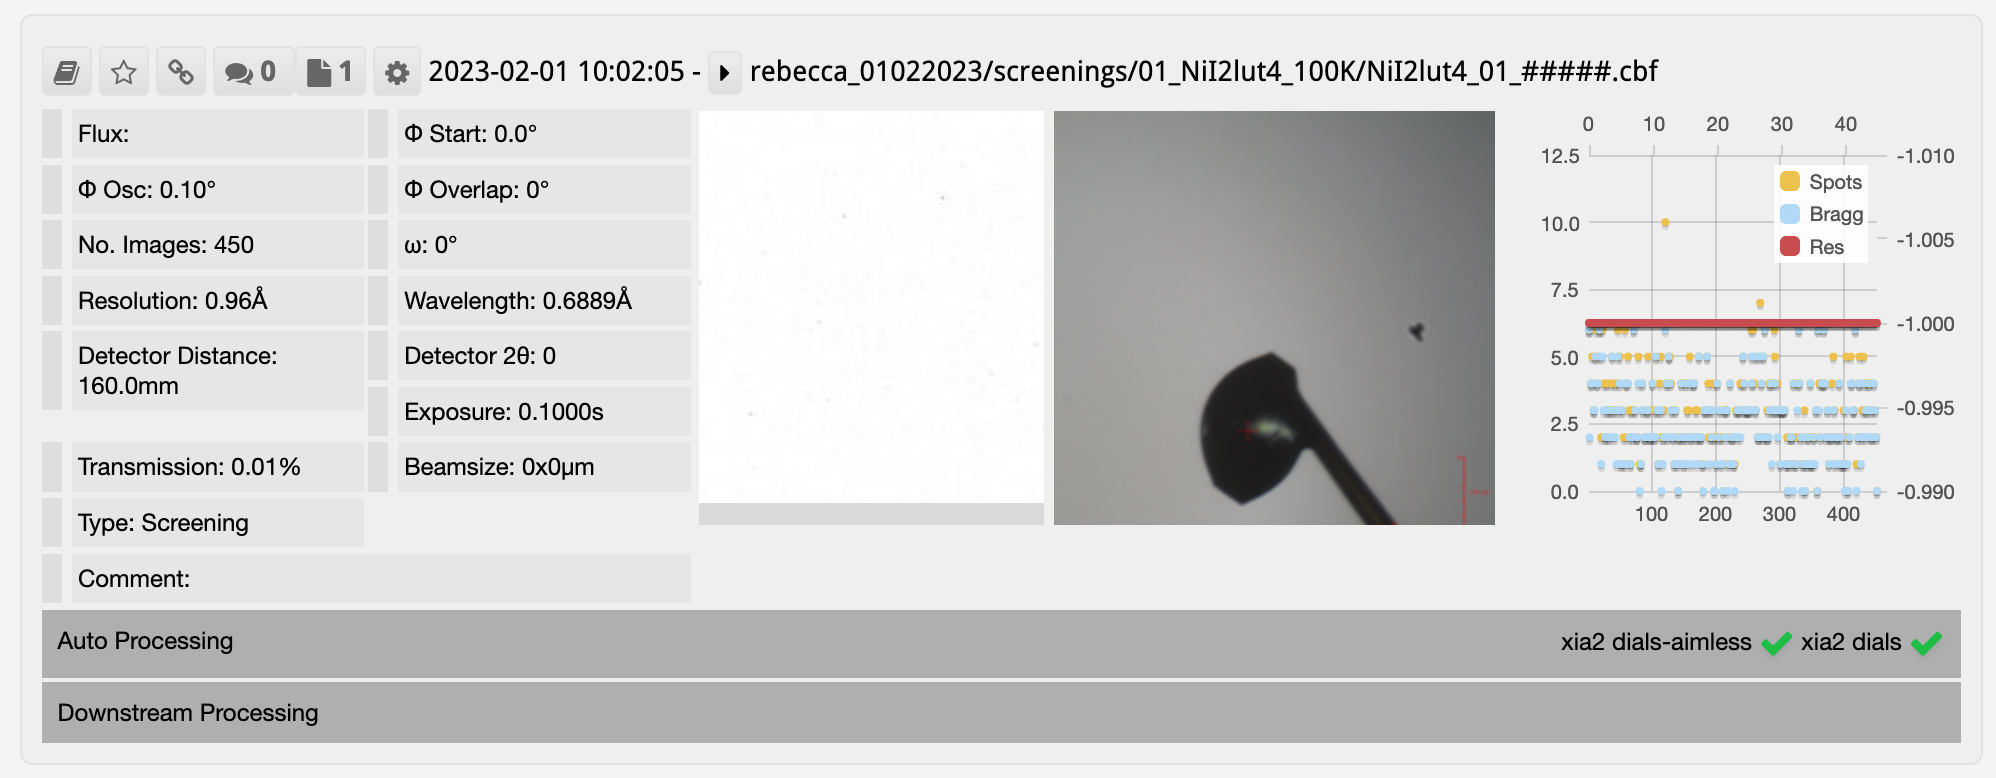 0 1 2023-02-01 10:02:05 - rebecca_01022023/screenings/01_NiI2lut4_100K/NiI2lut4_01_#####.cbf
Flux:
Φ Start: 0.0°
Φ Osc: 0.10°
Φ Overlap: 0°
No. Images: 450
ω: 0°
Resolution: 0.96Å
Wavelength: 0.6889Å
Detector Distance:
160.0mm
Detector 2θ: 0
Exposure: 0.1000s
Transmission: 0.01%
Beamsize: 0x0μm
Type: Screening
Comment:
0 10 20 30 40
12.5
10.0
7.5
5.0
2.5
0.0
-1.010
-1.005
-1.000
-0.995
-0.990
Spots
Bragg
Res
100 200 300 400
Auto Processing
xia2 dials-aimless xia2 dials
Downstream Processing